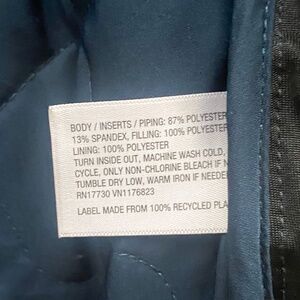 BODY / INSERTS / PIPING: 87% POLYESTER
13% SPANDEX, FILLING: 100% POLYESTER
LINING: 100% POLYESTER
TURN INSIDE OUT, MACHINE WASH COLD,
CYCLE, ONLY NON-CHLORINE BLEACH IF
TUMBLE DRY LOW, WARM IRON IF
RN17730 VN1176823
LABEL MADE FROM 100% RECYCLED